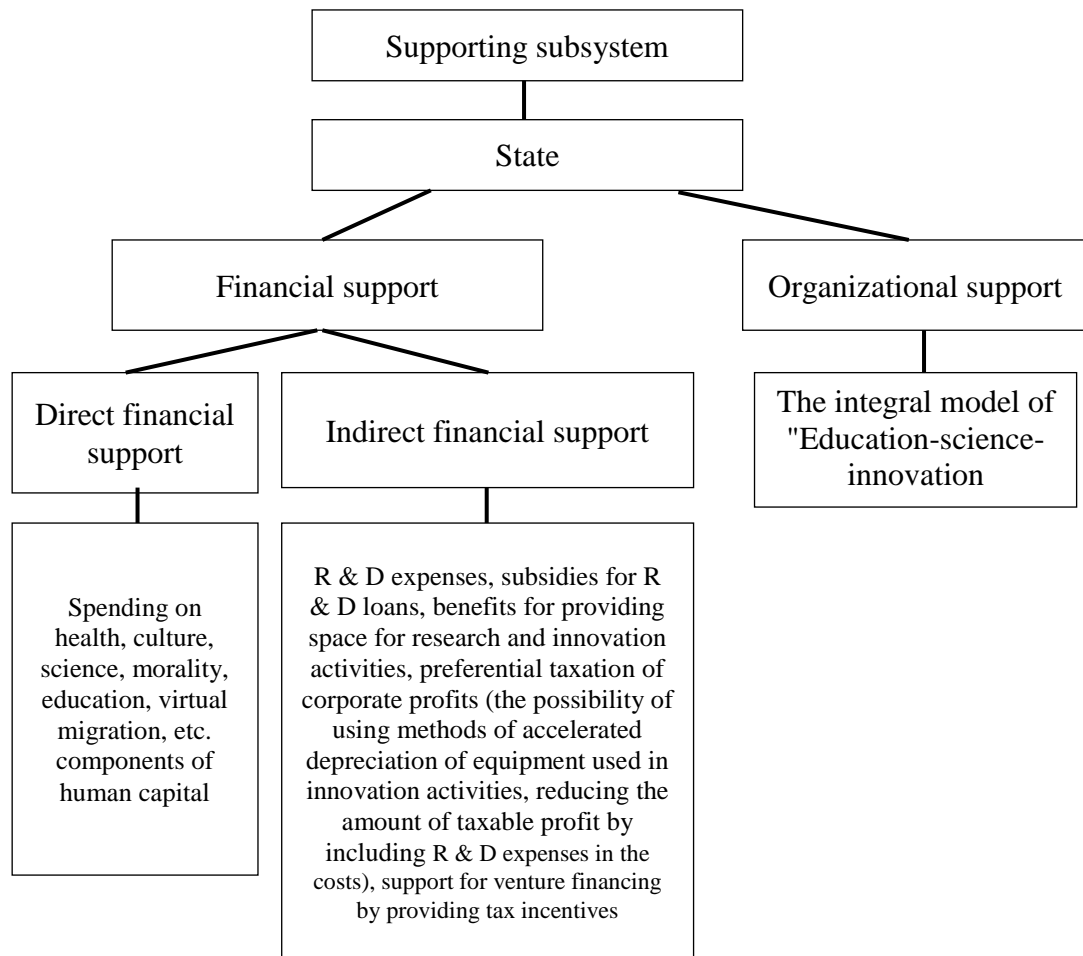 Supporting subsystem
State
Financial support
Organizational support
Direct financial
support
Indirect financial support
The integral model of
"Education-science-
innovation
Spending on
health, culture,
science, morality,
education, virtual
migration, etc.
components of
human capital
R & D expenses, subsidies for R
& D loans, benefits for providing
space for research and innovation
activities, preferential taxation of
corporate profits (the possibility of
using methods of accelerated
depreciation of equipment used in
innovation activities, reducing the
amount of taxable profit by
including R & D expenses in the
costs), support for venture financing
by providing tax incentives